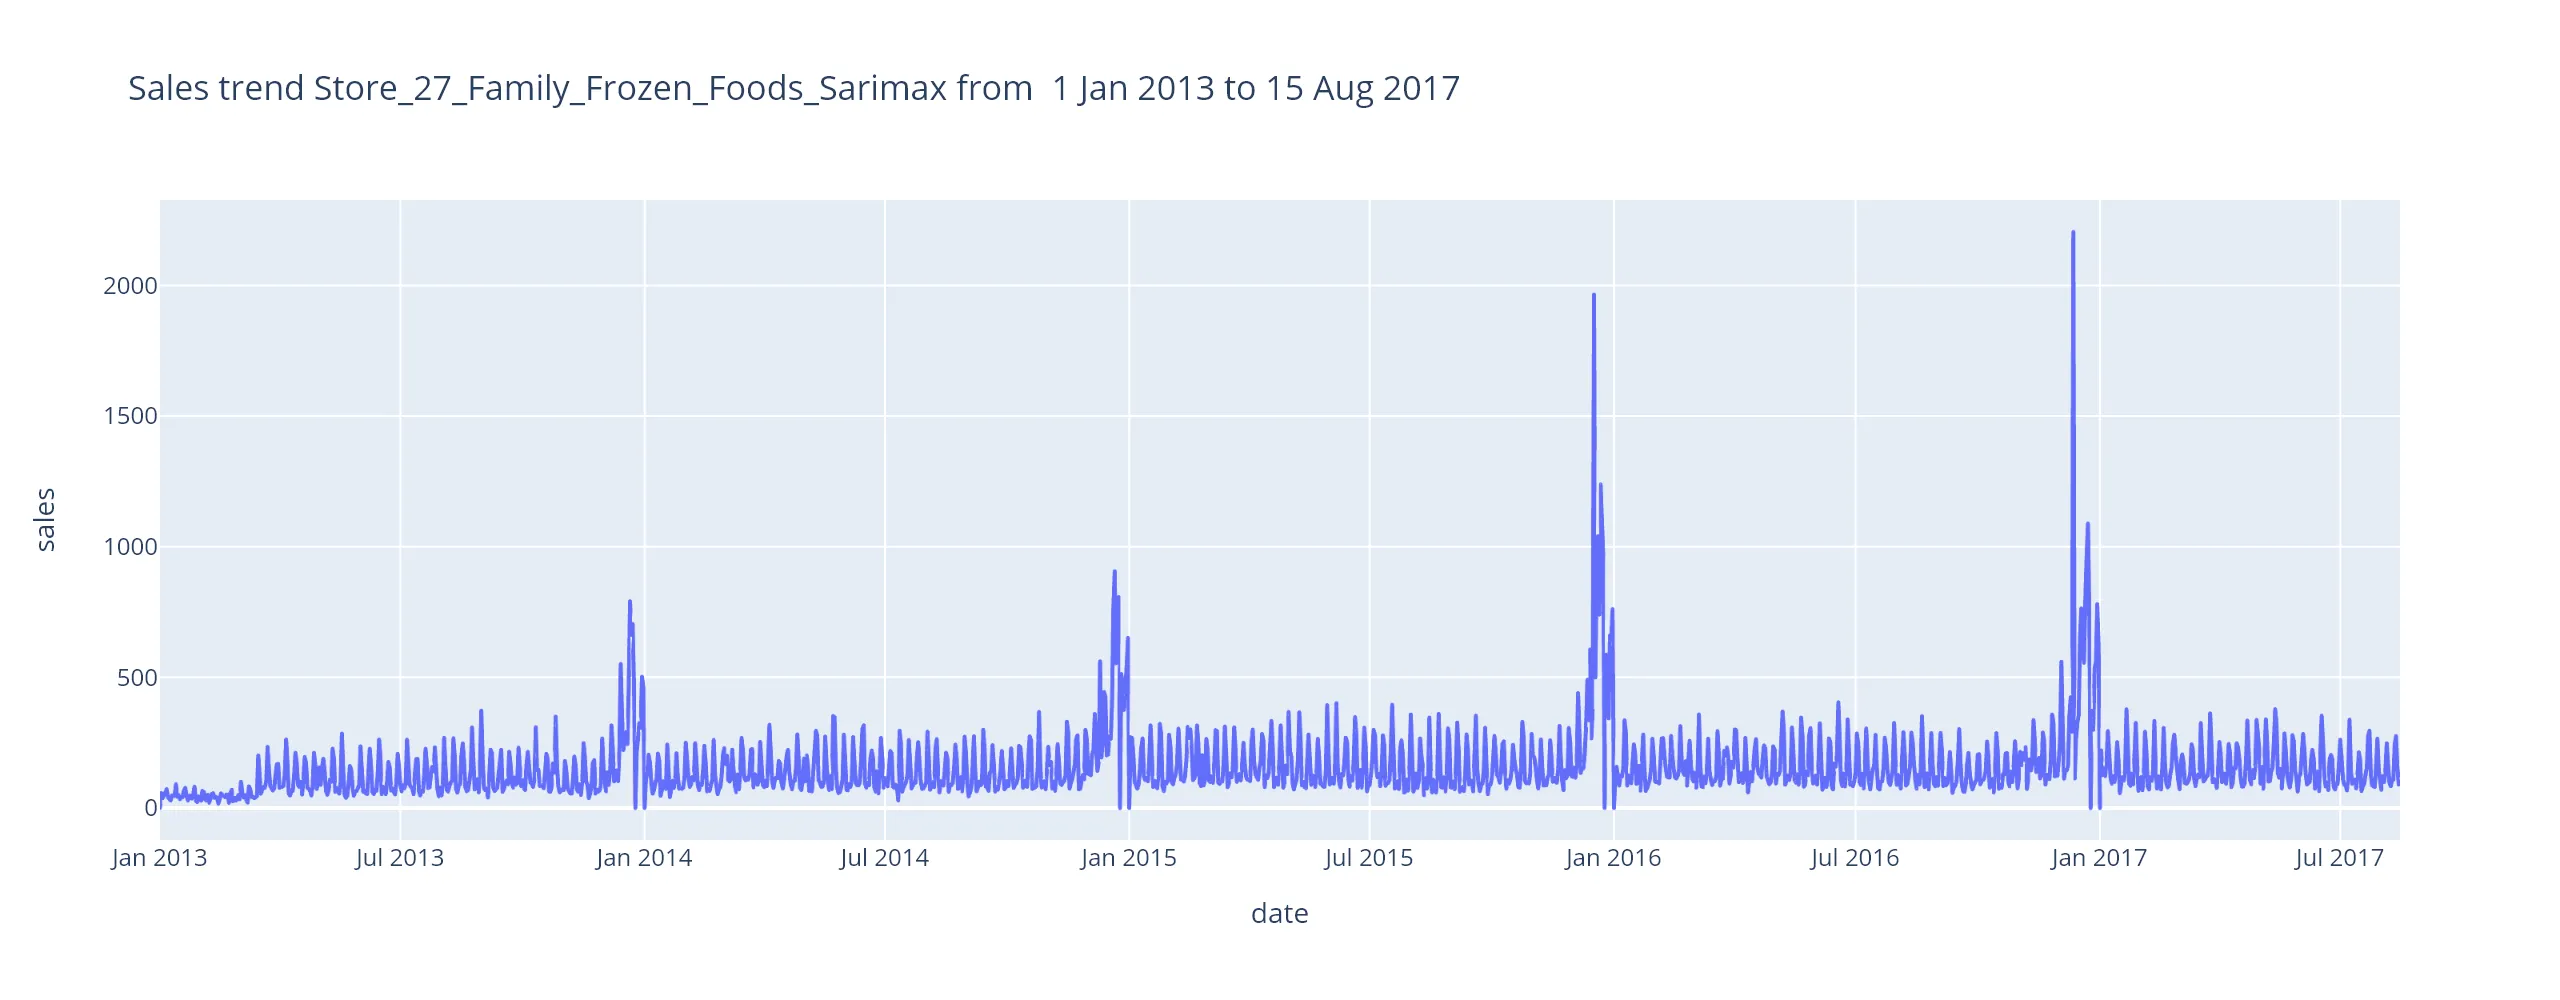 Sales trend Store_27_Family_Frozen_Foods_Sarimax from  1 Jan 2013 to 15 Aug 2017
2000
1500
1000
500
0
sales
Jan 2013 Jul 2013 Jan 2014 Jul 2014 Jan 2015 Jul 2015 Jan 2016 Jul 2016 Jan 2017 Jul 2017
date